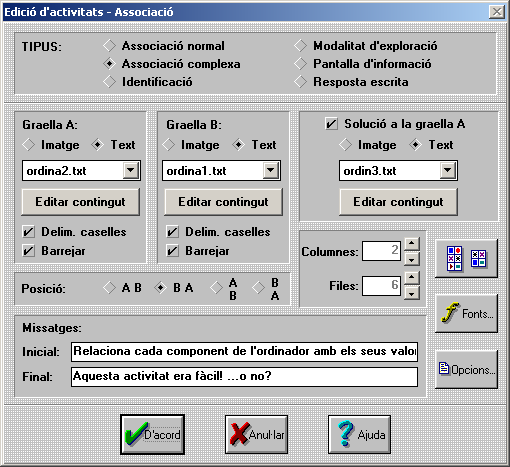 Edició d'activitats - Associació
TIPUS:
Associació normal
Modalitat d'exploració
Associació complexa
Pantalla d'informació
Identificació
Resposta escrita
Graella A:
Imatge
Text
ordina2.txt
Editar contingut
Delim. caselles
Barrejar
Graella B:
Imatge
Text
ordina1.txt
Editar contingut
Delim. caselles
Barrejar
Solució a la graella A
Imatge
Text
ordin3.txt
Editar contingut
Columnes:
2
Files:
6
Posició:
A B
B A
A
B
B
A
Fonts...
Missatges:
Inicial:
Relaciona cada component de l'ordinador amb els seus valor
Final:
Aquesta activitat era fàcil! ...o no?
Opcions...
D'acord
Anul·lar
Ajuda